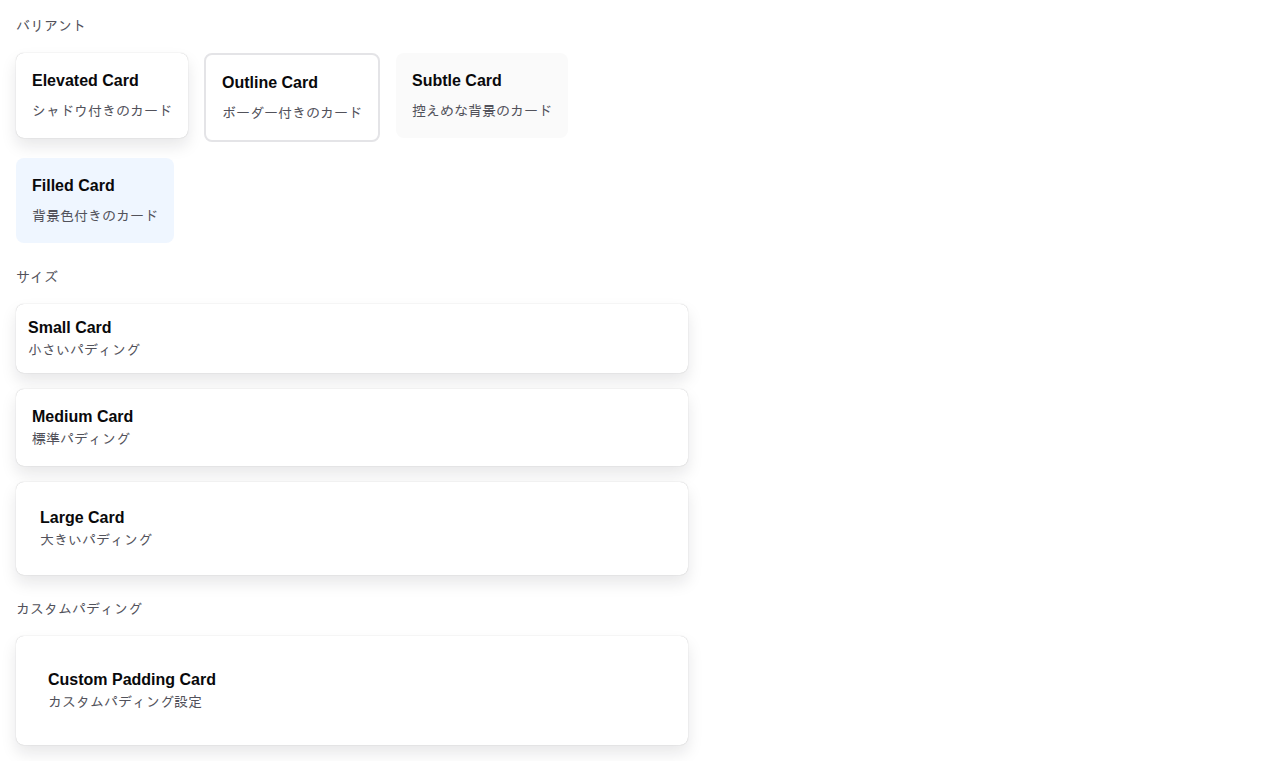 バリアント
Elevated Card
シャドウ付きのカード
Outline Card
ボーダー付きのカード
Subtle Card
控えめな背景のカード
Filled Card
背景色付きのカード
サイズ
Small Card
小さいパディング
Medium Card
標準パディング
Large Card
大きいパディング
カスタムパディング
Custom Padding Card
カスタムパディング設定